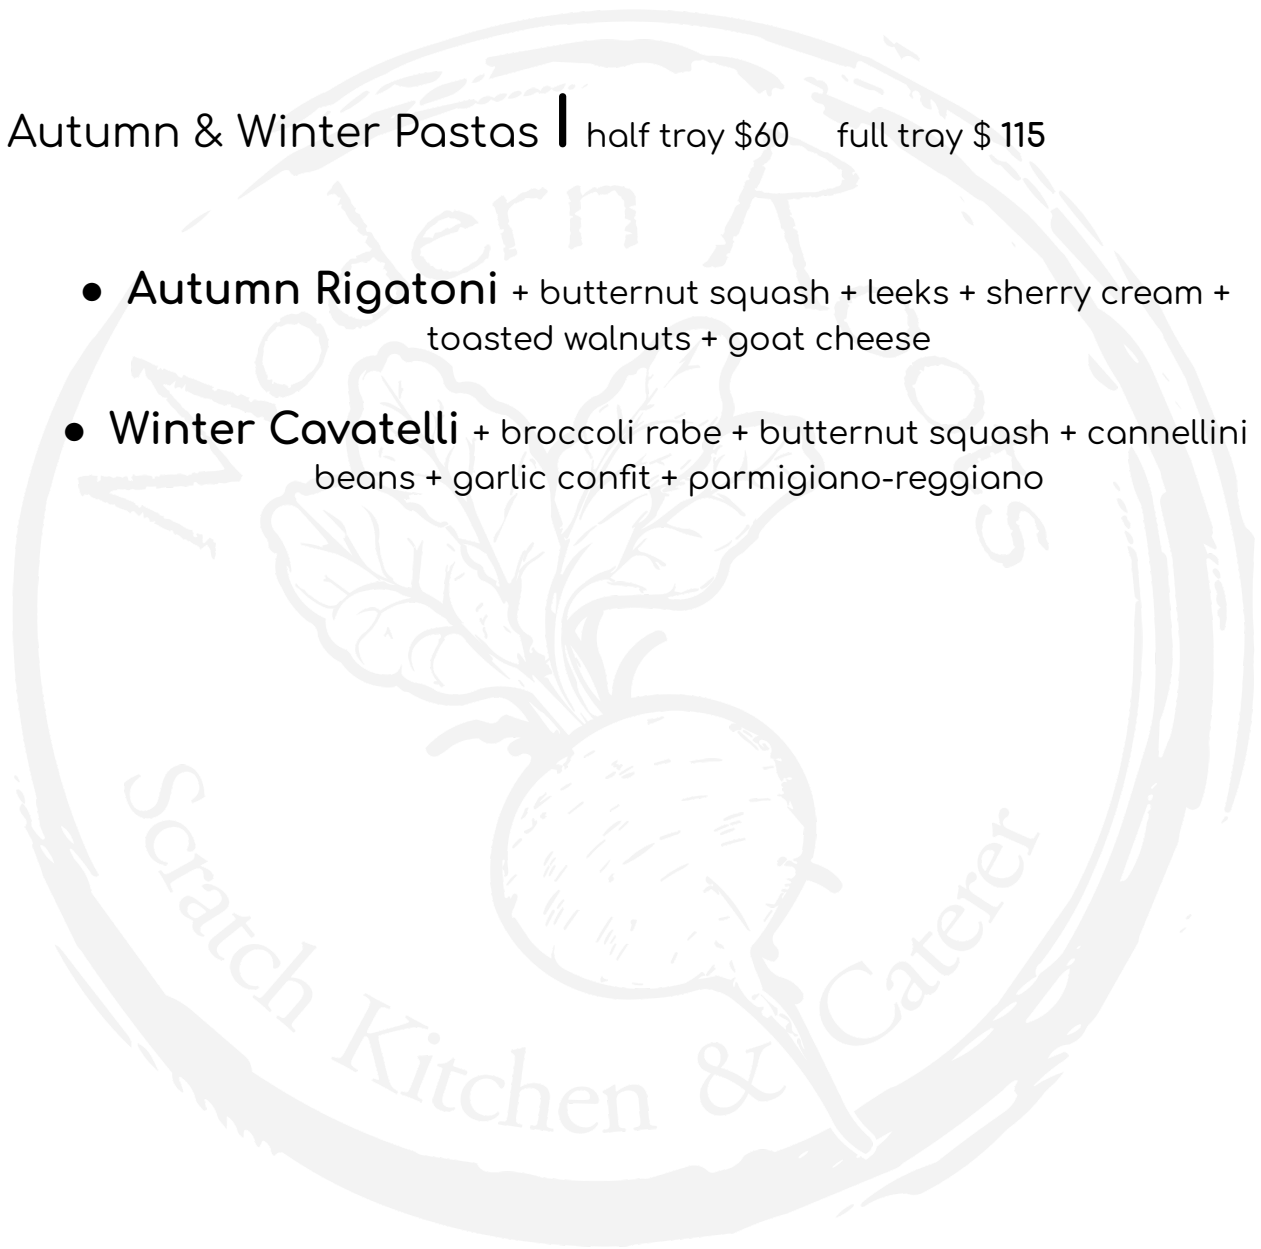 Autumn & Winter Pastas | half tray $60 full tray $ 115
Modern Roots
● Autumn Rigatoni + butternut squash + leeks + sherry cream +
toasted walnuts + goat cheese
● Winter Cavatelli + broccoli rabe + butternut squash + cannellini
beans + garlic confit + parmigiano-reggiano
Scratch Kitchen & Caterer